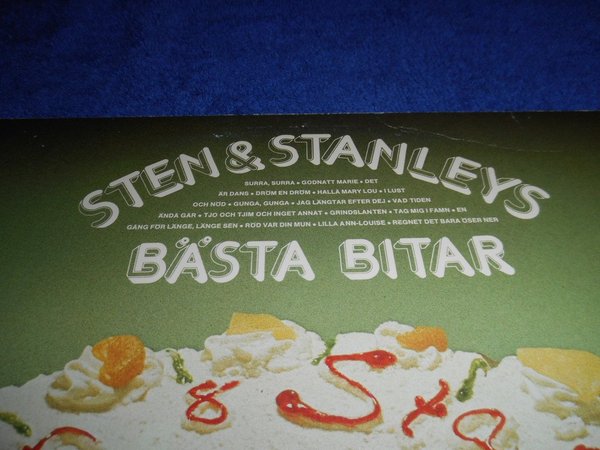 STEN & STANLEYS
SURRA, SURRA • GODNATT MARIE • DET
ÄR DANS • DRÖM EN DRÖM • HALLÅ MARY LOU • I LUST
OCH NÖD • GUNGA, GUNGA • JAG LÄNGTAR EFTER DEJ • VAD TIDEN
ÄNDÅ GÅR • TJO OCH TJIM OCH INGET ANNAT • GRINDSLANTEN • TAG MIG I FAMN • EN
GÅNG FÖR LÄNGE, LÄNGE SEN • RÖD VAR DIN MUN • LILLA ANN-LOUISE • REGNET DET BARA ÖSER NER
BÄSTA BITAR
& Sta